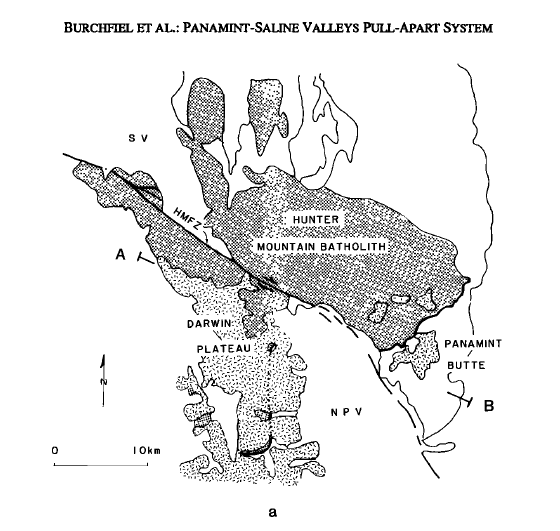 BURCHFIEL ET AL.: PANAMINT-SALINE VALLEYS PULL-APART SYSTEM
SV
HMFZ
HUNTER
MOUNTAIN BATHOLITH
A
DARWIN
PLATEAU
PANAMINT
BUTTE
N
NPV
B
0 10km
a